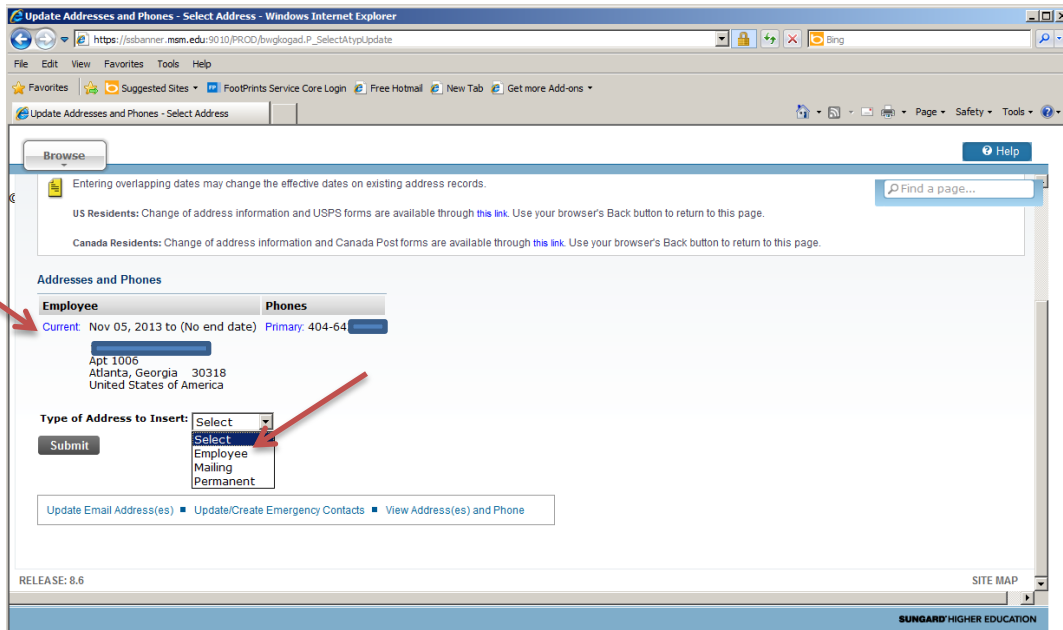 Update Addresses and Phones - Select Address - Windows Internet Explorer
https://ssbanner.msm.edu:9010/PROD/bwgkogad.P_SelectAtypUpdate
Bing
File Edit View Favorites Tools Help
Favorites Suggested Sites FootPrints Service Core Login Free Hotmail New Tab Get more Add-ons
Update Addresses and Phones - Select Address
Page Safety Tools
Browse
Help
Find a page...
Entering overlapping dates may change the effective dates on existing address records.
US Residents: Change of address information and USPS forms are available through this link. Use your browser's Back button to return to this page.
Canada Residents: Change of address information and Canada Post forms are available through this link. Use your browser's Back button to return to this page.
Addresses and Phones
Employee Phones
Current: Nov 05, 2013 to (No end date) Primary: 404-64
Apt 1006
Atlanta, Georgia 30318
United States of America
Type of Address to Insert: Select
Select
Employee
Mailing
Permanent
Submit
Update Email Address(es) Update/Create Emergency Contacts View Address(es) and Phone
RELEASE: 8.6 SITE MAP
SUNGARD HIGHER EDUCATION